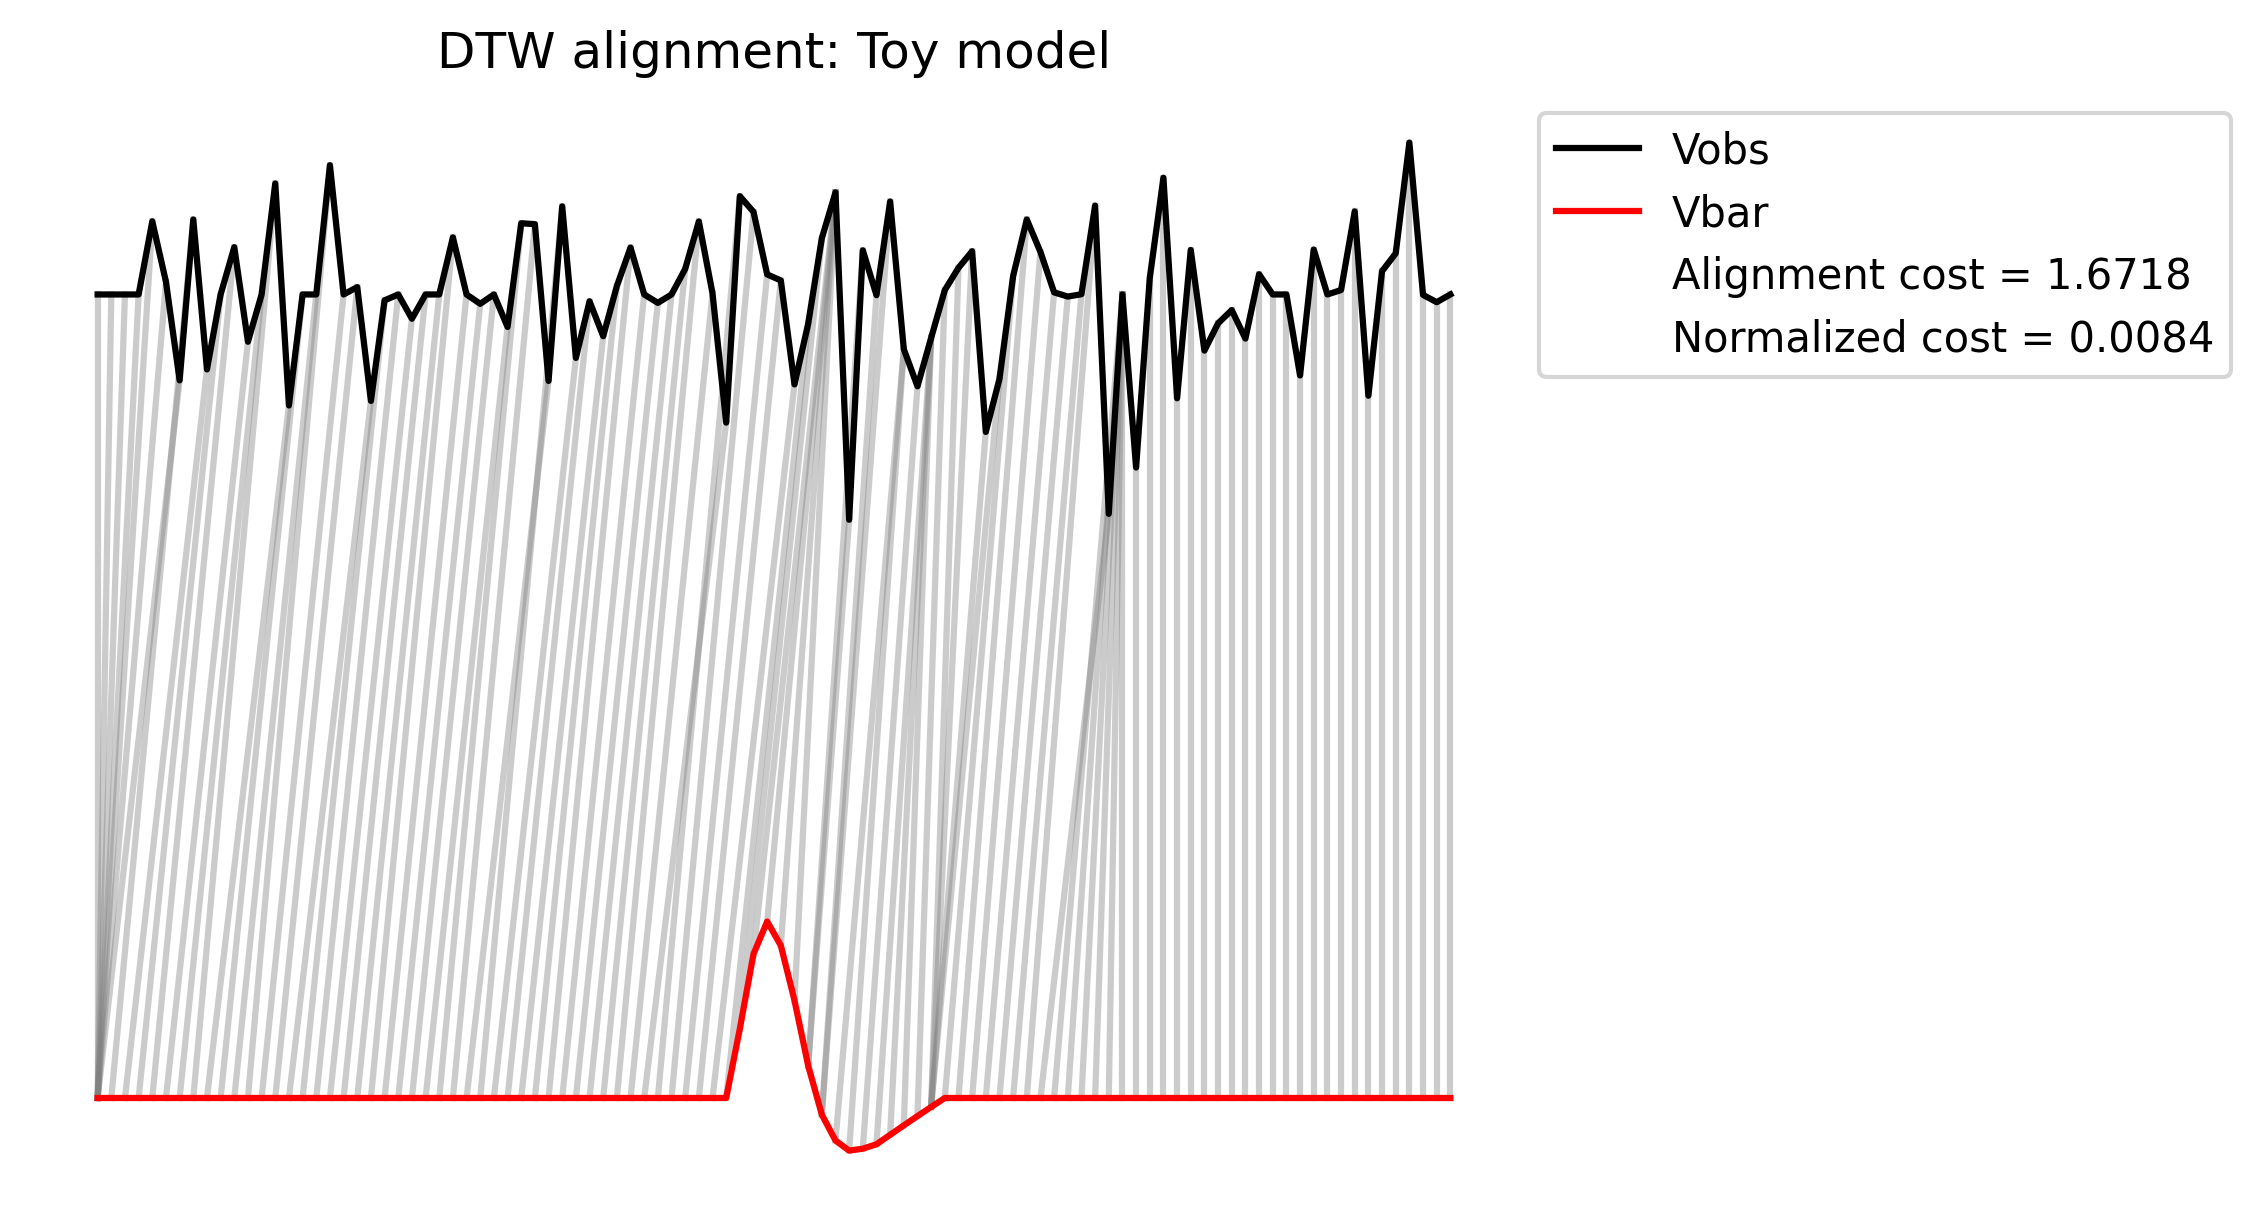 DTW alignment: Toy model
Vobs
Vbar
Alignment cost = 1.6718
Normalized cost = 0.0084